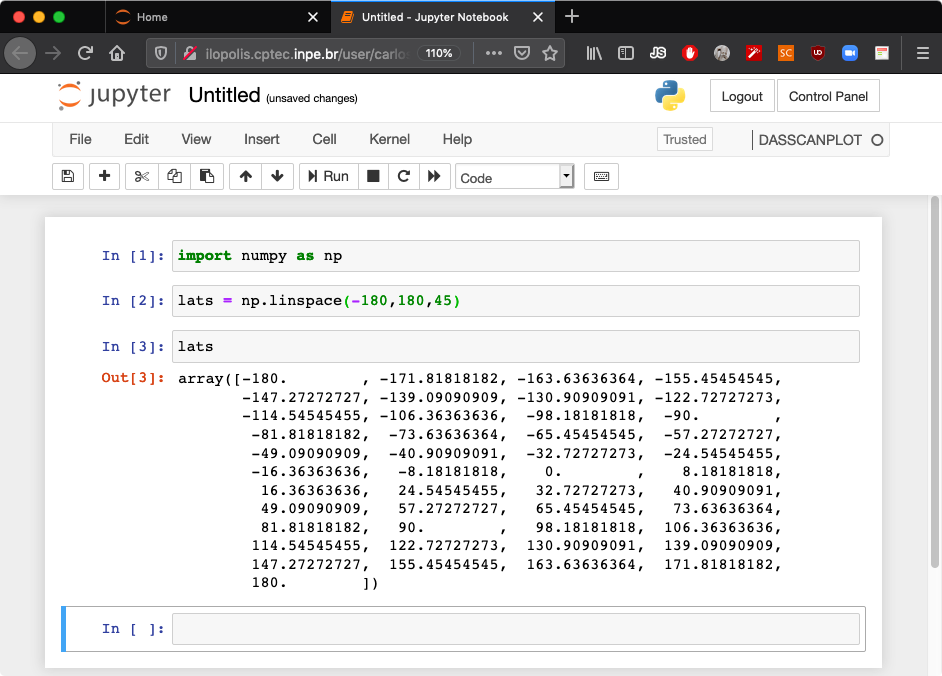 Home
Untitled - Jupyter Notebook
ilopolis.cptec.inpe.br/user/carlo
110%
JS
SC
UD
jupyter Untitled (unsaved changes)
Logout
Control Panel
File Edit View Insert Cell Kernel Help
Trusted
DASSCANPLOT
Run
Code
In [1]: import numpy as np
In [2]: lats = np.linspace(-180,180,45)
In [3]: lats
Out[3]: array([-180.        , -171.81818182, -163.63636364, -155.45454545,
-147.27272727, -139.09090909, -130.90909091, -122.72727273,
-114.54545455, -106.36363636,  -98.18181818,  -90.        ,
-81.81818182,  -73.63636364,  -65.45454545,  -57.27272727,
-49.09090909,  -40.90909091,  -32.72727273,  -24.54545455,
-16.36363636,   -8.18181818,    0.        ,    8.18181818,
16.36363636,   24.54545455,   32.72727273,   40.90909091,
49.09090909,   57.27272727,   65.45454545,   73.63636364,
81.81818182,   90.        ,   98.18181818,  106.36363636,
114.54545455,  122.72727273,  130.90909091,  139.09090909,
147.27272727,  155.45454545,  163.63636364,  171.81818182,
180.        ])
In [ ]: